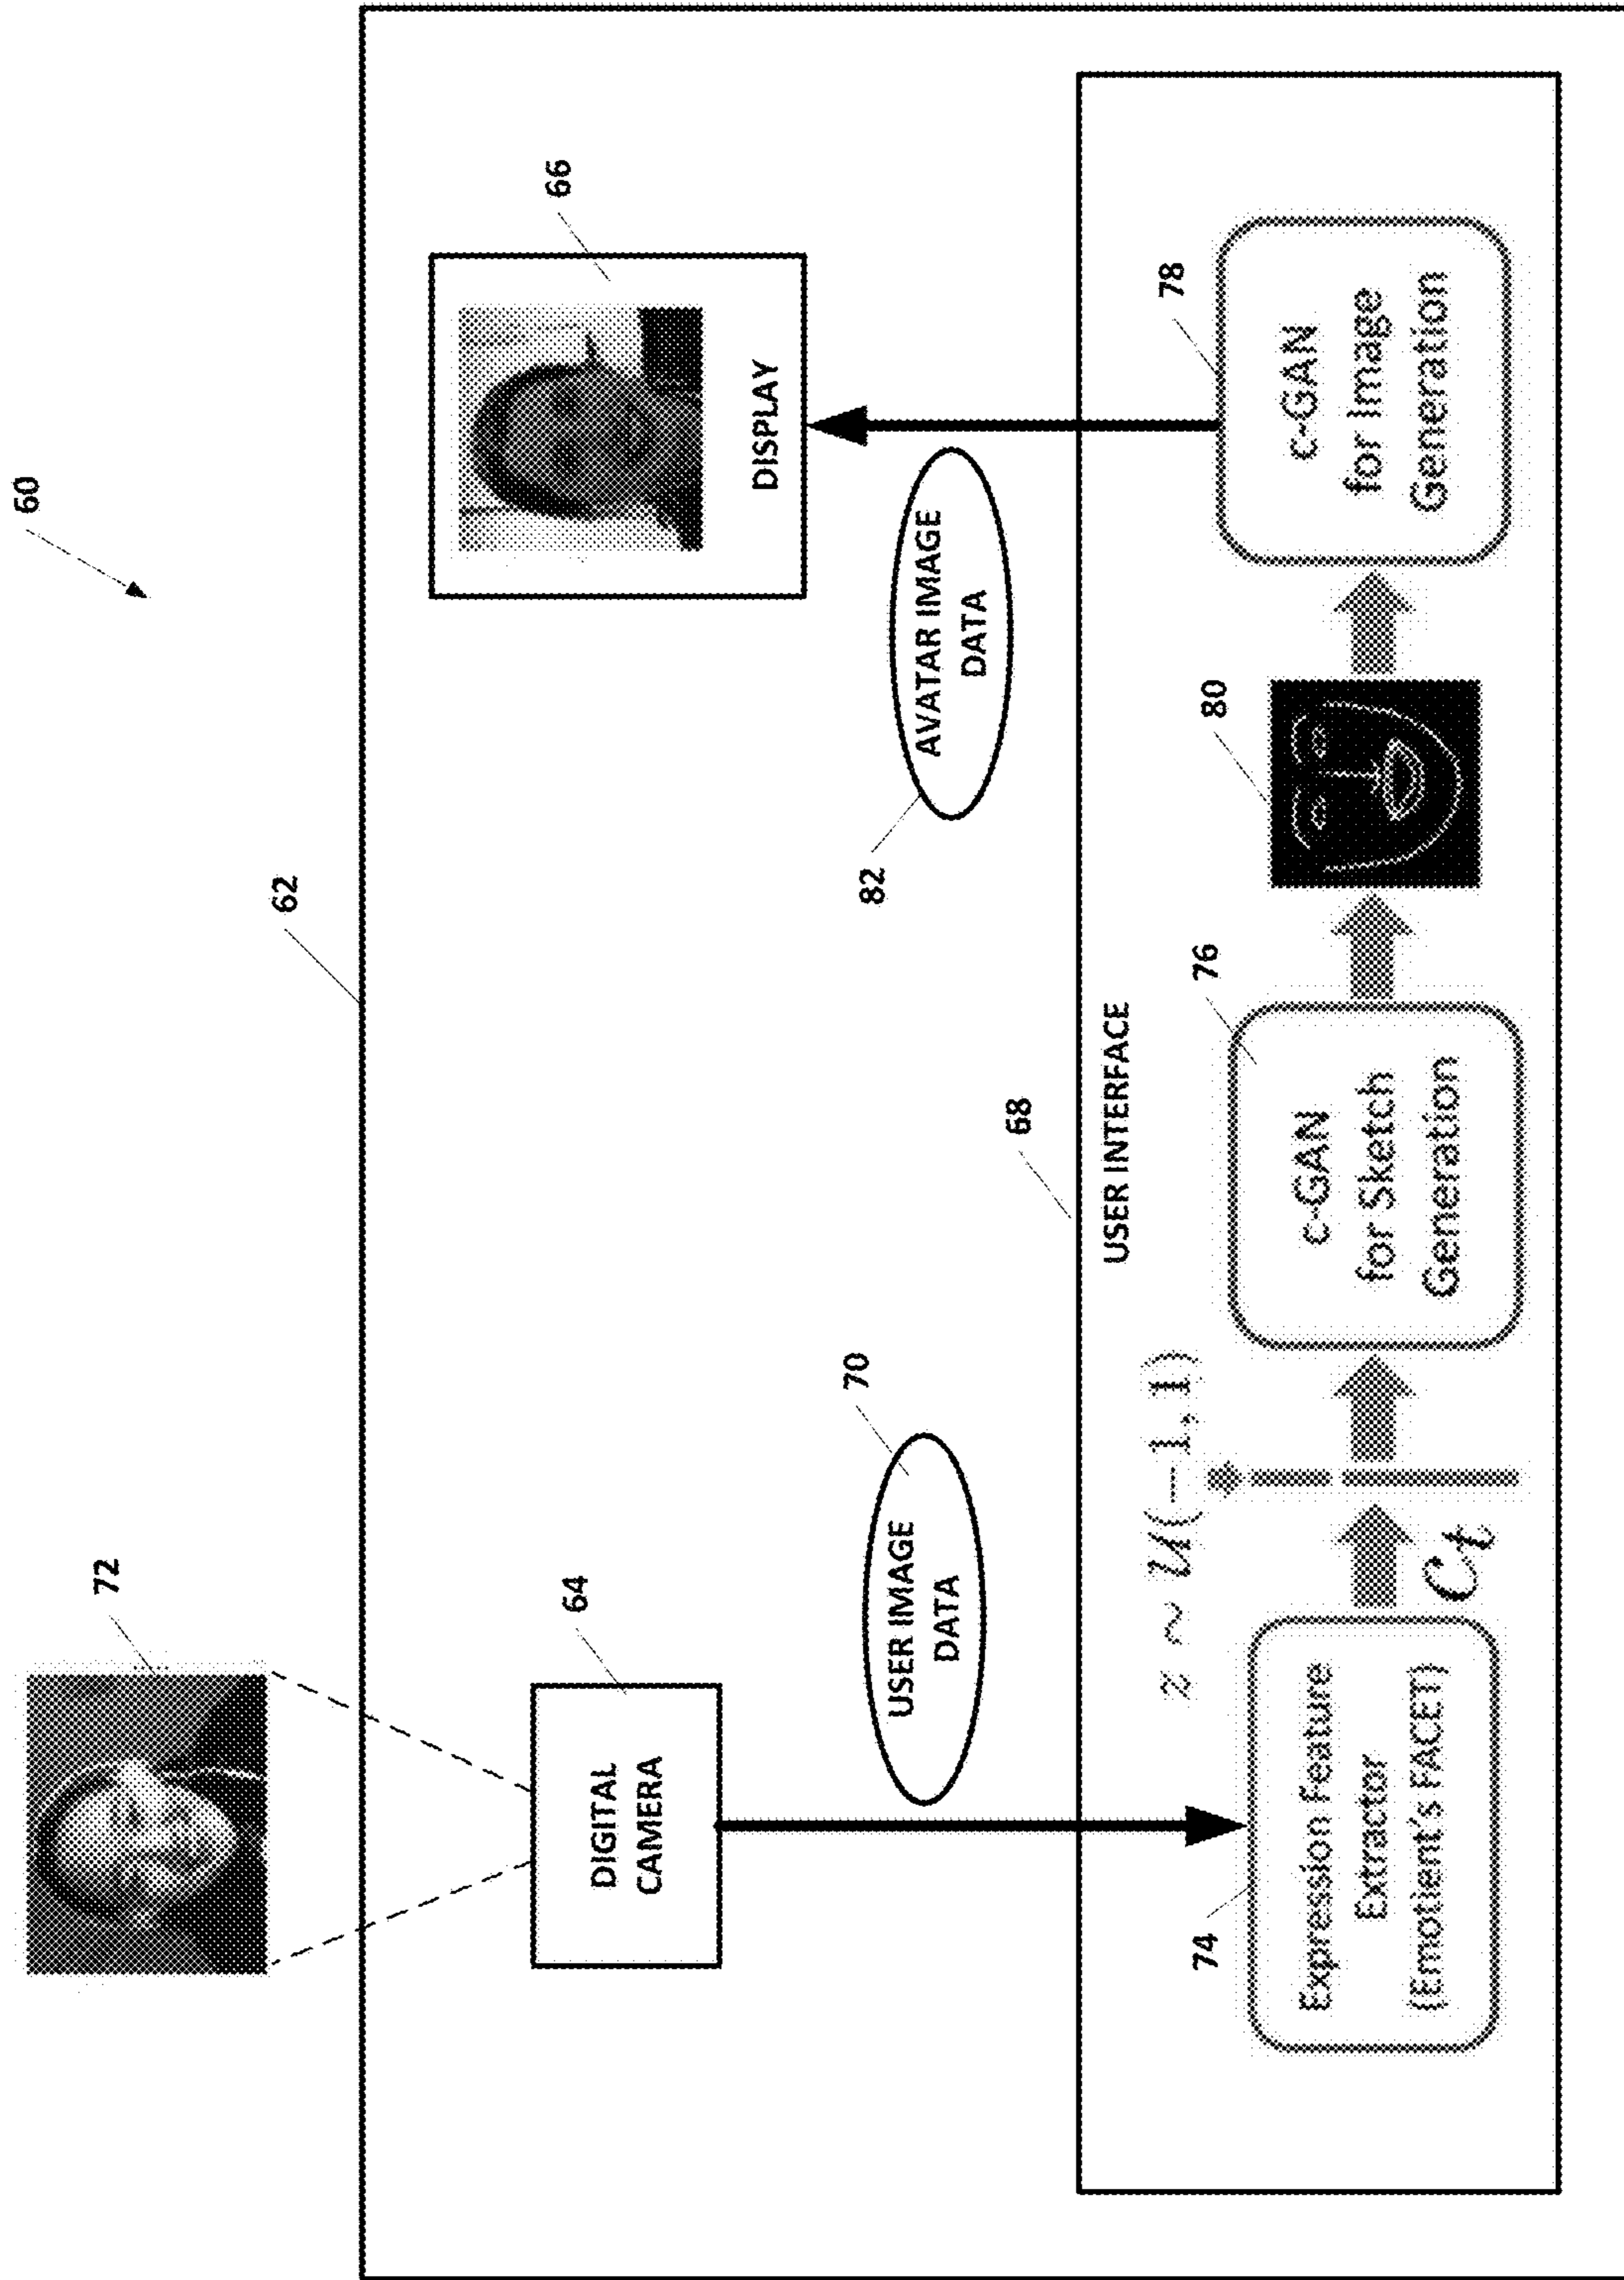 60
72
62
64
DIGITAL
CAMERA
66
DISPLAY
70
USER IMAGE
DATA
82
AVATAR IMAGE
DATA
68
USER INTERFACE
z ~ U(−1, 1)
74
Expression Feature
Extractor
(Emotient's FACET)
c_t
76
c-GAN
for Sketch
Generation
80
78
c-GAN
for Image
Generation